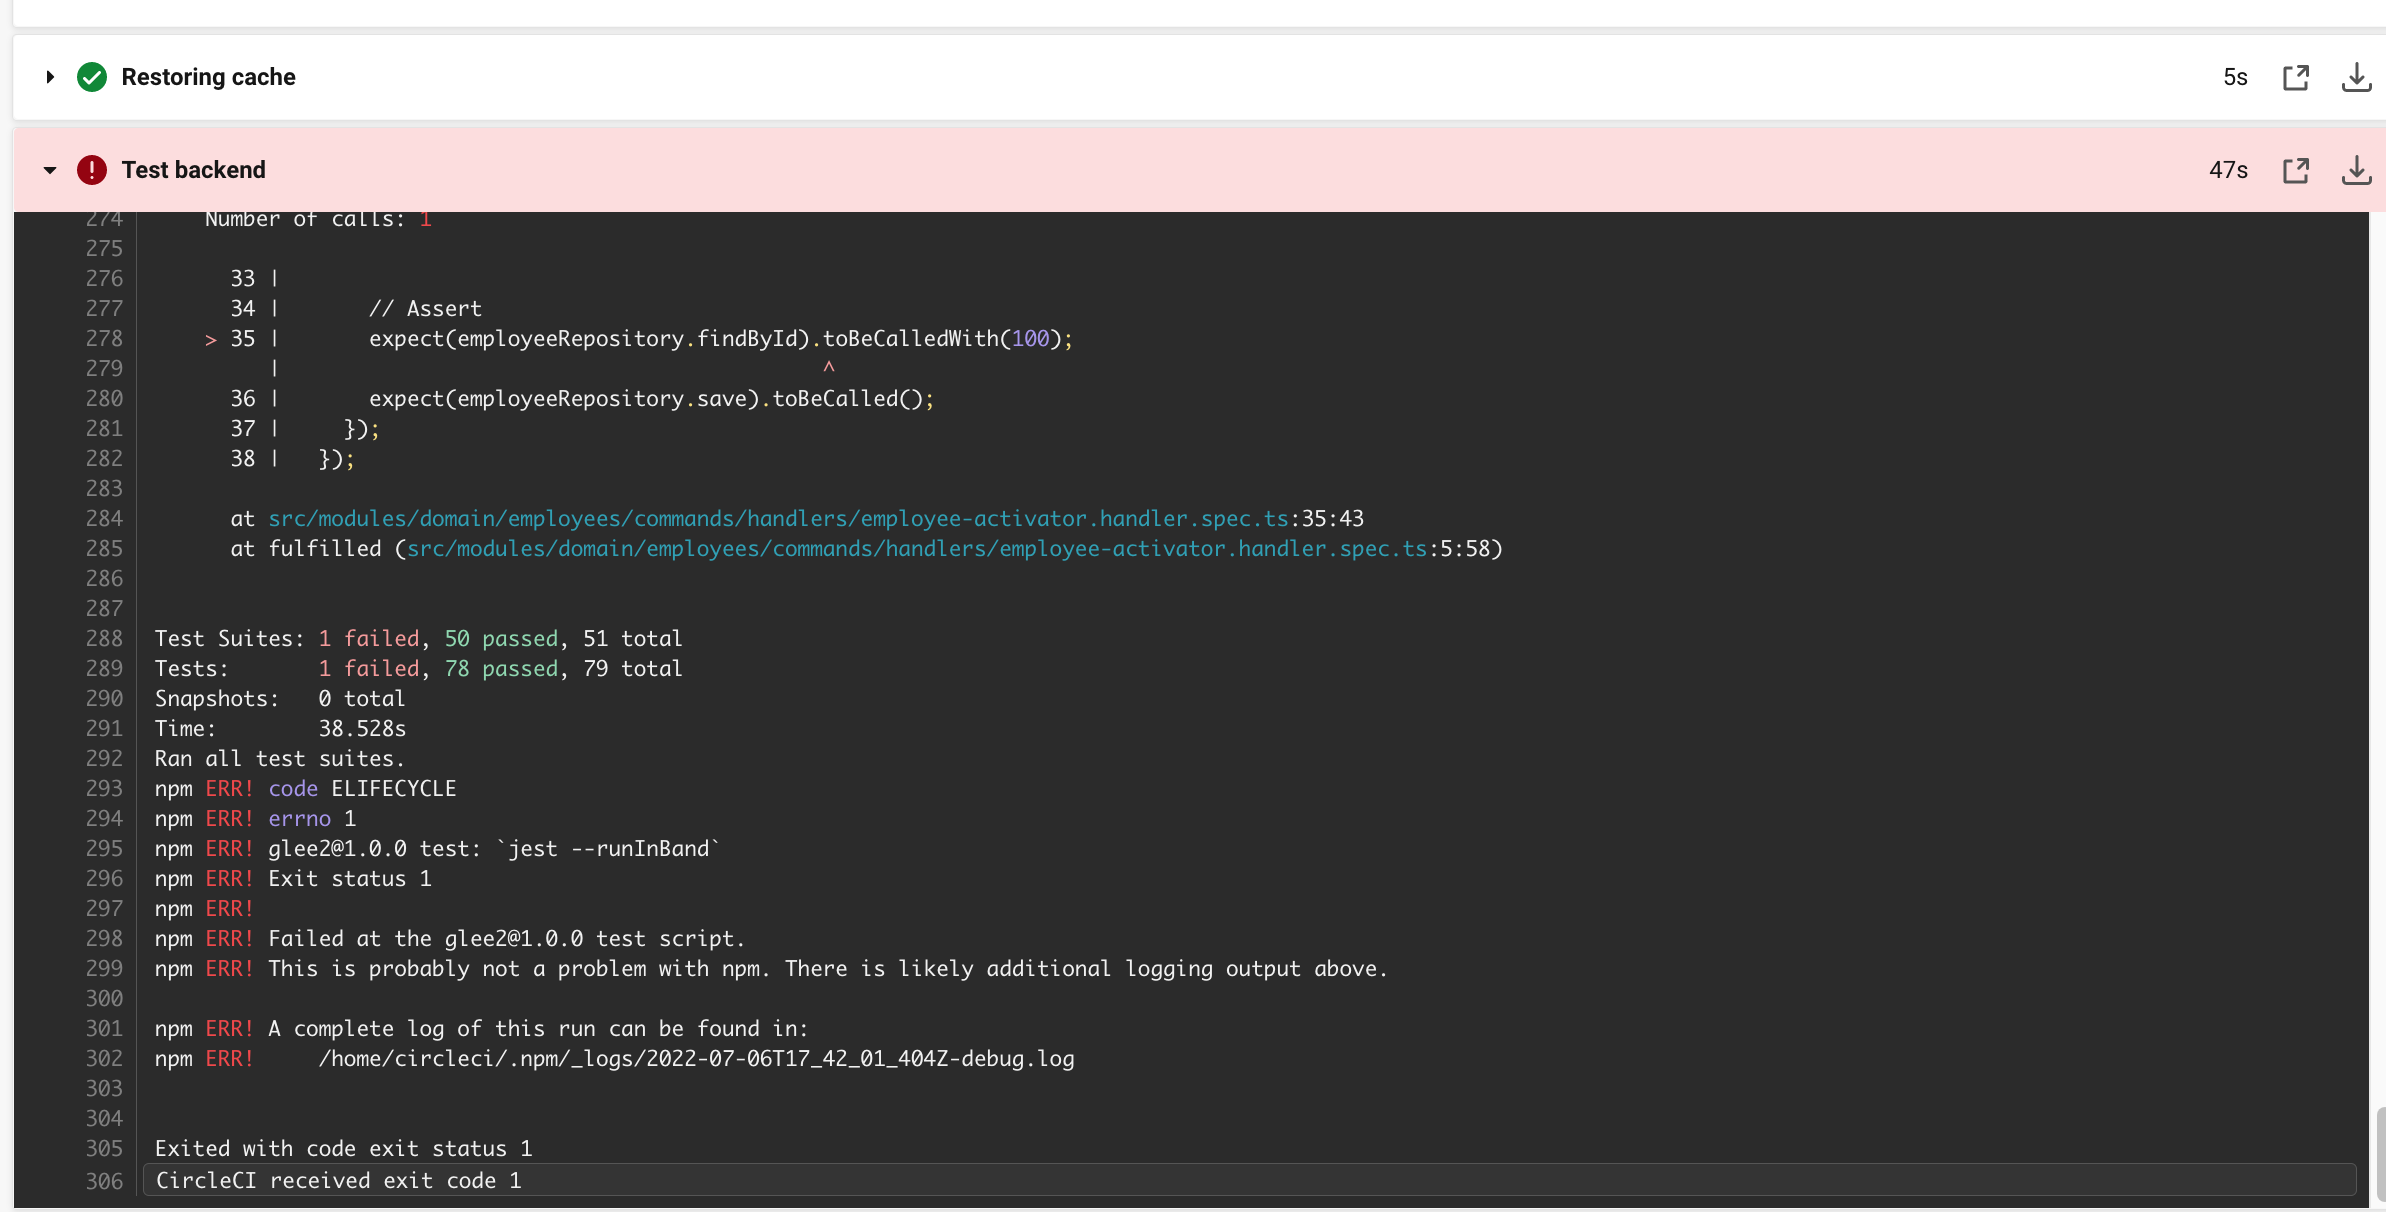 Restoring cache 5s
Test backend 47s
274 Number of calls: 1
275
276 33 |
277 34 | // Assert
278 > 35 | expect(employeeRepository.findById).toBeCalledWith(100);
279 | ^
280 36 | expect(employeeRepository.save).toBeCalled();
281 37 | });
282 38 | });
283
284 at src/modules/domain/employees/commands/handlers/employee-activator.handler.spec.ts:35:43
285 at fulfilled (src/modules/domain/employees/commands/handlers/employee-activator.handler.spec.ts:5:58)
286
287
288 Test Suites: 1 failed, 50 passed, 51 total
289 Tests: 1 failed, 78 passed, 79 total
290 Snapshots: 0 total
291 Time: 38.528s
292 Ran all test suites.
293 npm ERR! code ELIFECYCLE
294 npm ERR! errno 1
295 npm ERR! glee2@1.0.0 test: `jest --runInBand`
296 npm ERR! Exit status 1
297 npm ERR!
298 npm ERR! Failed at the glee2@1.0.0 test script.
299 npm ERR! This is probably not a problem with npm. There is likely additional logging output above.
300
301 npm ERR! A complete log of this run can be found in:
302 npm ERR! /home/circleci/.npm/_logs/2022-07-06T17_42_01_404Z-debug.log
303
304
305 Exited with code exit status 1
306 CircleCI received exit code 1